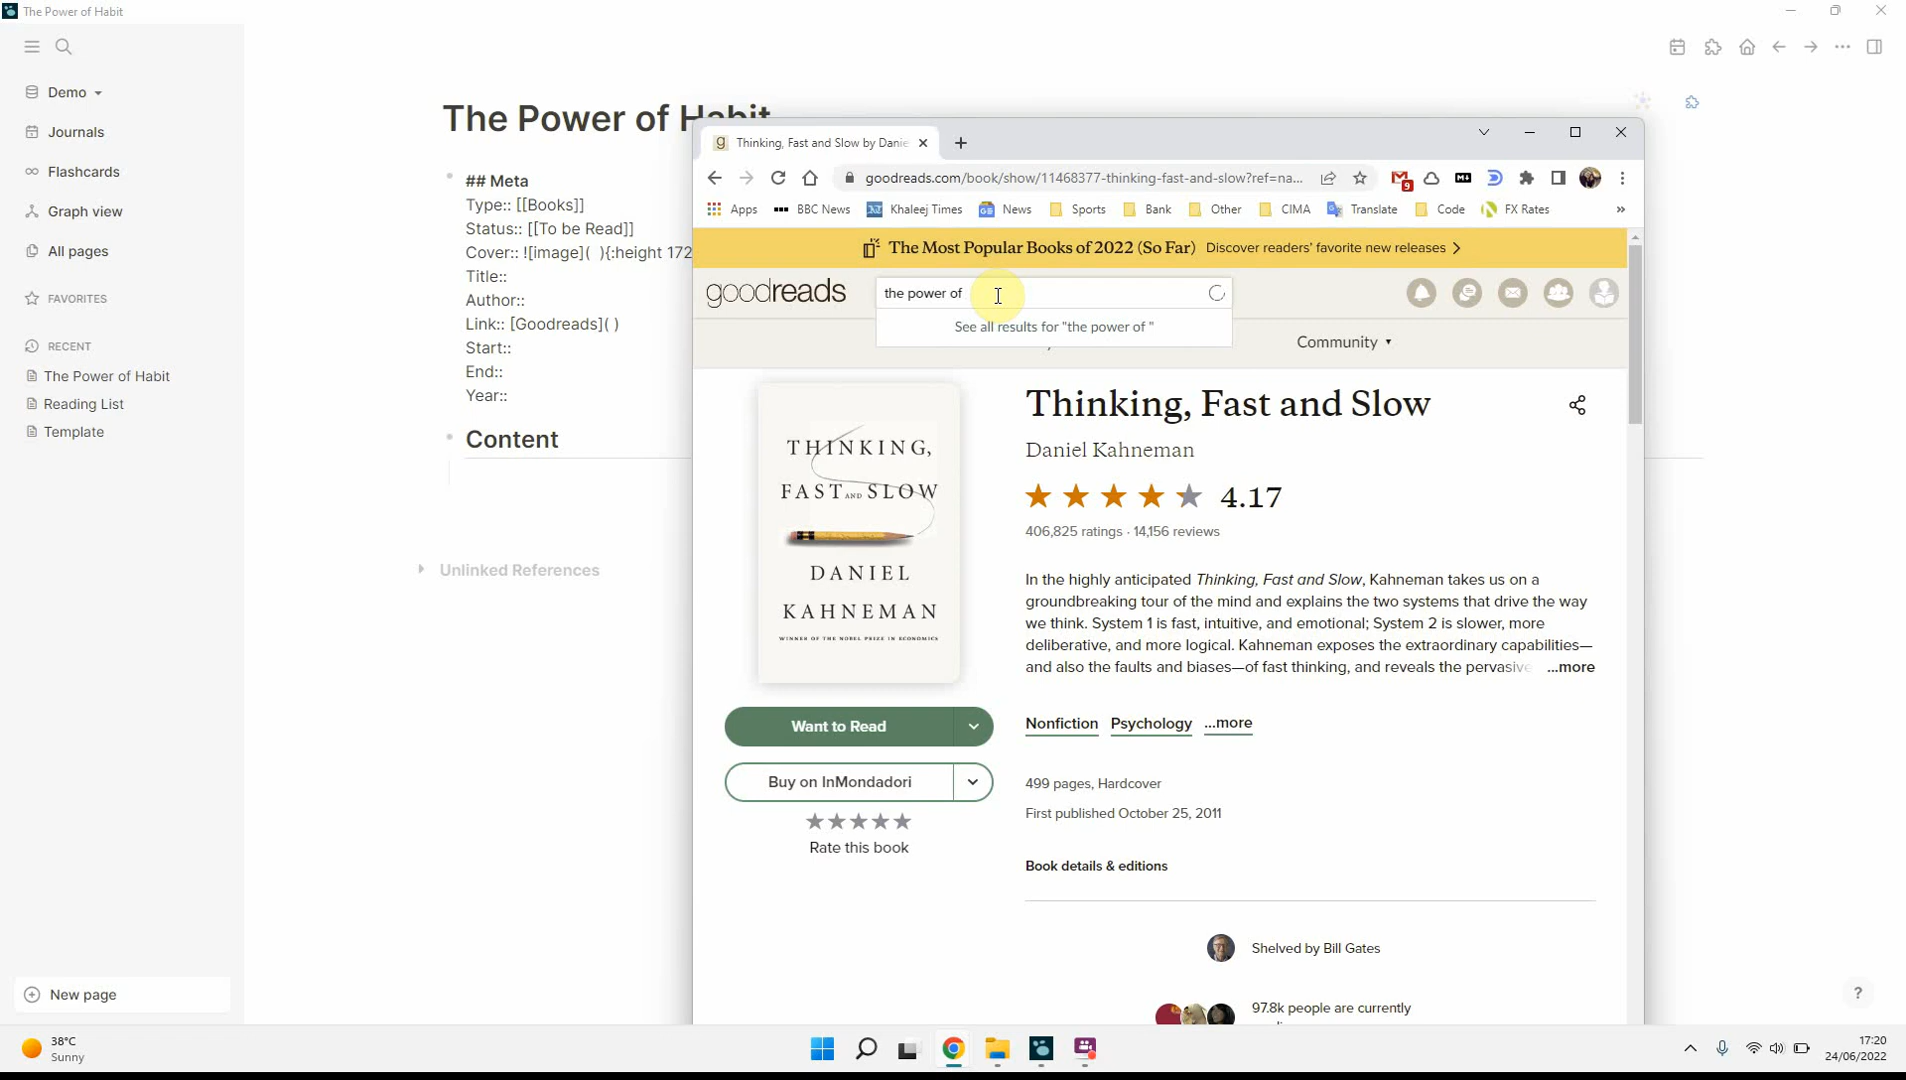 The Power of Habit
Demo
Journals
Flashcards
Graph view
All pages
FAVORITES
RECENT
The Power of Habit
Reading List
Template
New page
The Power of Habit
## Meta
Type:: [[Books]]
Status:: [[To be Read]]
Cover:: ![image]( ){:height 172
Title::
Author::
Link:: [Goodreads]( )
Start::
End::
Year::
Content
Unlinked References
g Thinking, Fast and Slow by Danie
goodreads.com/book/show/11468377-thinking-fast-and-slow?ref=na...
9
Apps BBC News Khaleej Times News Sports Bank Other CIMA Translate Code FX Rates »
The Most Popular Books of 2022 (So Far) Discover readers' favorite new releases
goodreads
the power of
See all results for "the power of "
Community
THINKING,
FAST AND SLOW
DANIEL
KAHNEMAN
WINNER OF THE NOBEL PRIZE IN ECONOMICS
Want to Read
Buy on InMondadori
Rate this book
Thinking, Fast and Slow
Daniel Kahneman
4.17
406,825 ratings · 14,156 reviews
In the highly anticipated Thinking, Fast and Slow, Kahneman takes us on a
groundbreaking tour of the mind and explains the two systems that drive the way
we think. System 1 is fast, intuitive, and emotional; System 2 is slower, more
deliberative, and more logical. Kahneman exposes the extraordinary capabilities—
and also the faults and biases—of fast thinking, and reveals the pervasive ...more
Nonfiction Psychology ...more
499 pages, Hardcover
First published October 25, 2011
Book details & editions
Shelved by Bill Gates
97.8k people are currently
?
38°C
Sunny
17:20
24/06/2022